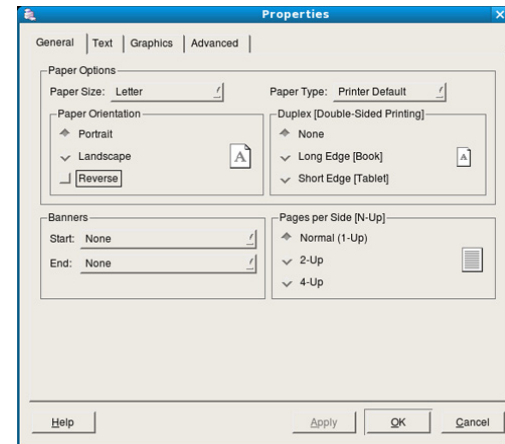 Properties
General Text Graphics Advanced
Paper Options
Paper Size: Letter Paper Type: Printer Default
Paper Orientation
Portrait
Landscape
Reverse
A
Duplex [Double-Sided Printing]
None
Long Edge [Book]
Short Edge [Tablet]
A
Banners
Start: None
End: None
Pages per Side [N-Up]
Normal (1-Up)
2-Up
4-Up
Help Apply OK Cancel